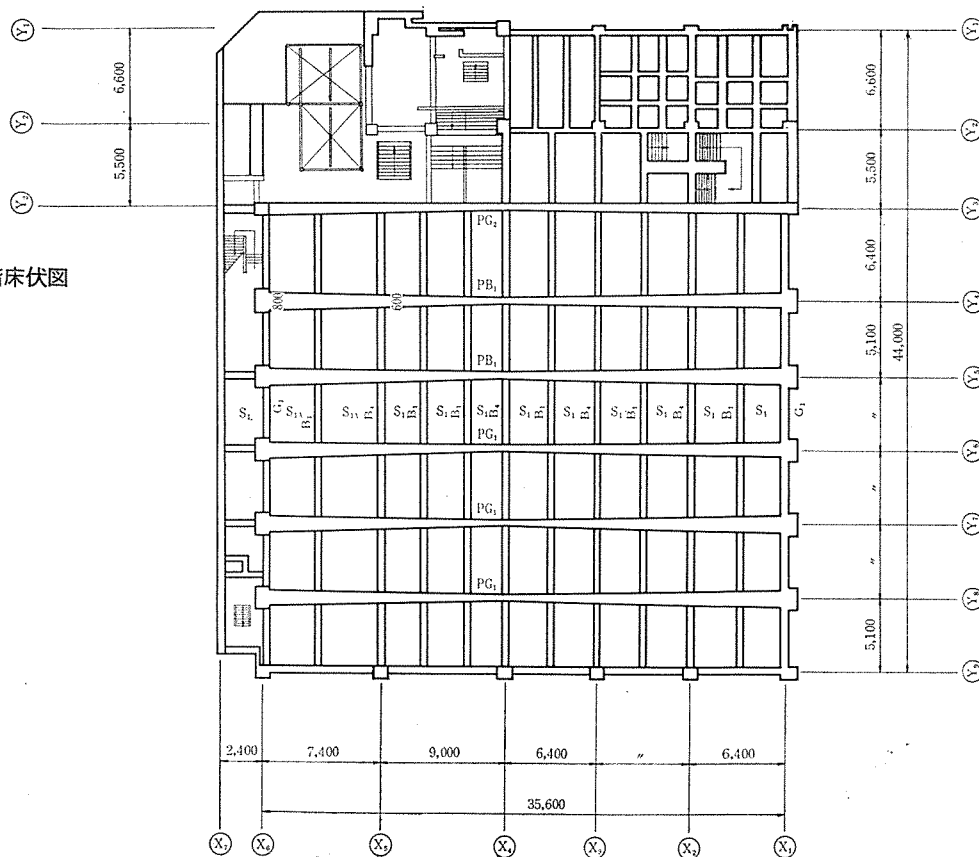 Y₁
Y₁
6,600
6,600
Y₂
Y₂
5,500
5,500
Y₃
Y₃
PG₂
6,400
階床伏図
PB₁
800
600
Y₄
5,100
44,000
PB₁
Y₅
S₁ G₁ S₁₁ B₁ S₁₁ B₄ S₁ B₁ S₁ B₁ S₁ B₄ S₁ B₁ S₁ B₄ S₁ B₁ S₁ B₄ S₁ B₁ S₁ G₁
〃
PG₁
Y₆
〃
PG₁
Y₇
〃
PG₁
Y₈
5,100
Y₉
2,400 7,400 9,000 6,400 〃 6,400
35,600
X₇ X₆ X₅ X₄ X₃ X₂ X₁